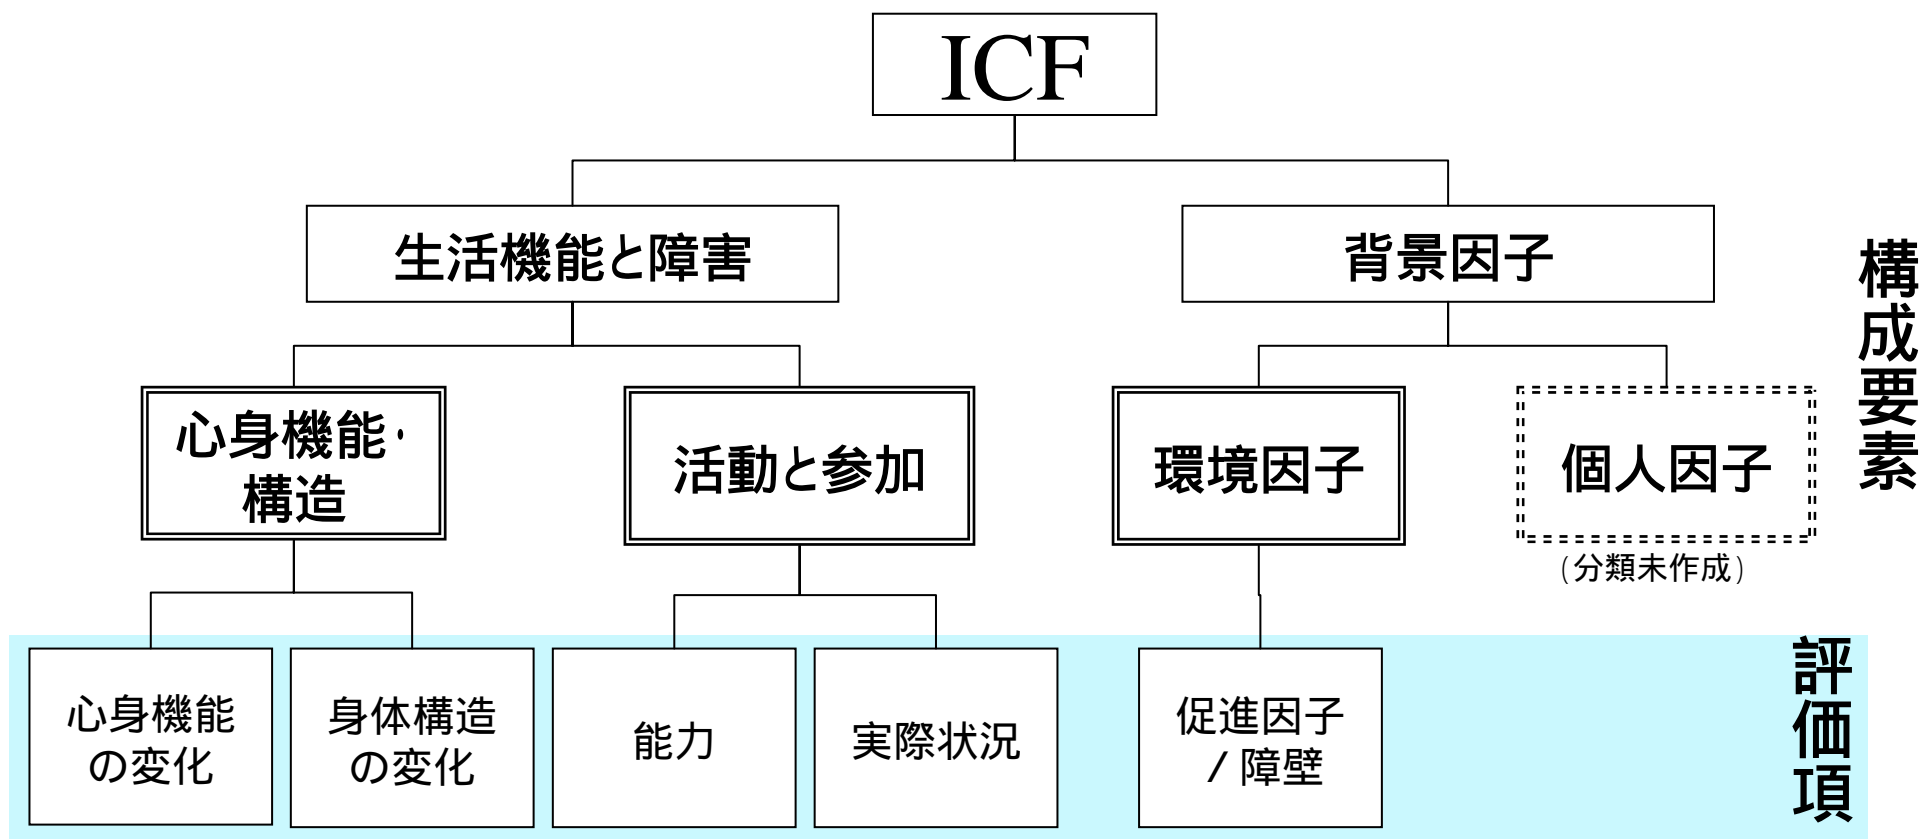 ICF
生活機能と障害
背景因子
構成要素
心身機能・
構造
活動と参加
環境因子
個人因子
(分類未作成)
評価項
心身機能
の変化
身体構造
の変化
能力
実際状況
促進因子
/ 障壁